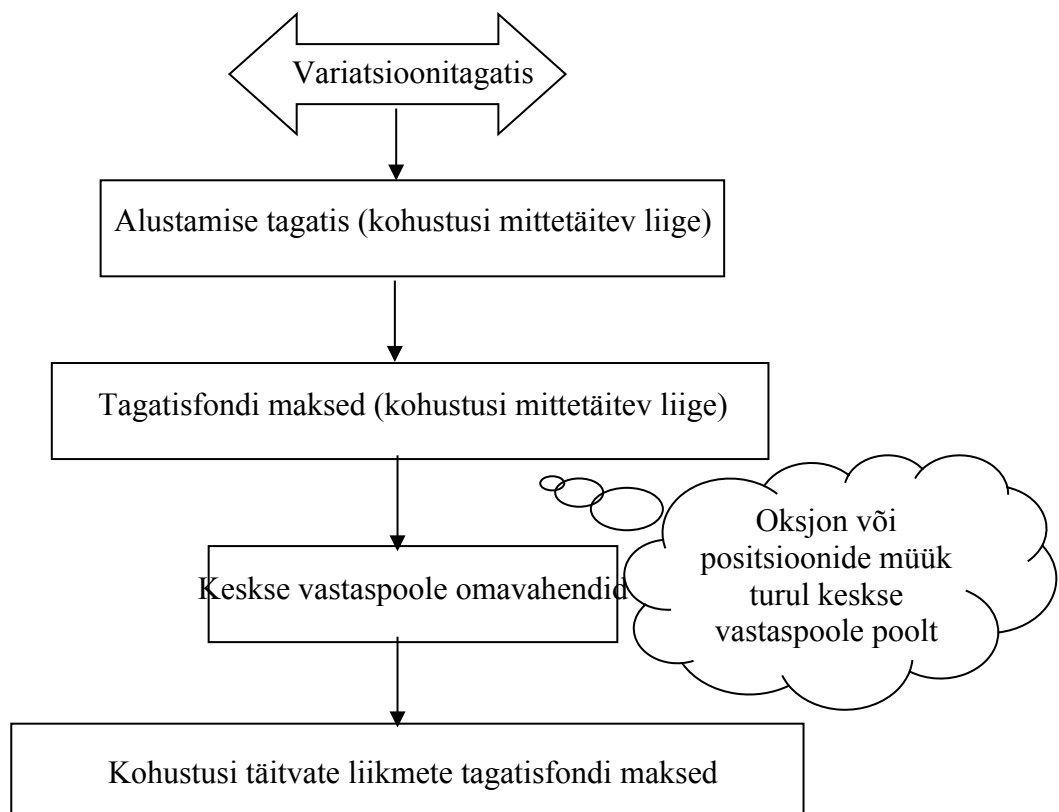 Variatsioonitagatis
Alustamise tagatis (kohustusi mittetäitev liige)
Tagatisfondi maksed (kohustusi mittetäitev liige)
Keskse vastaspoole omavahendid
Oksjon või
positsioonide müük
turul keskse
vastaspoole poolt
Kohustusi täitvate liikmete tagatisfondi maksed